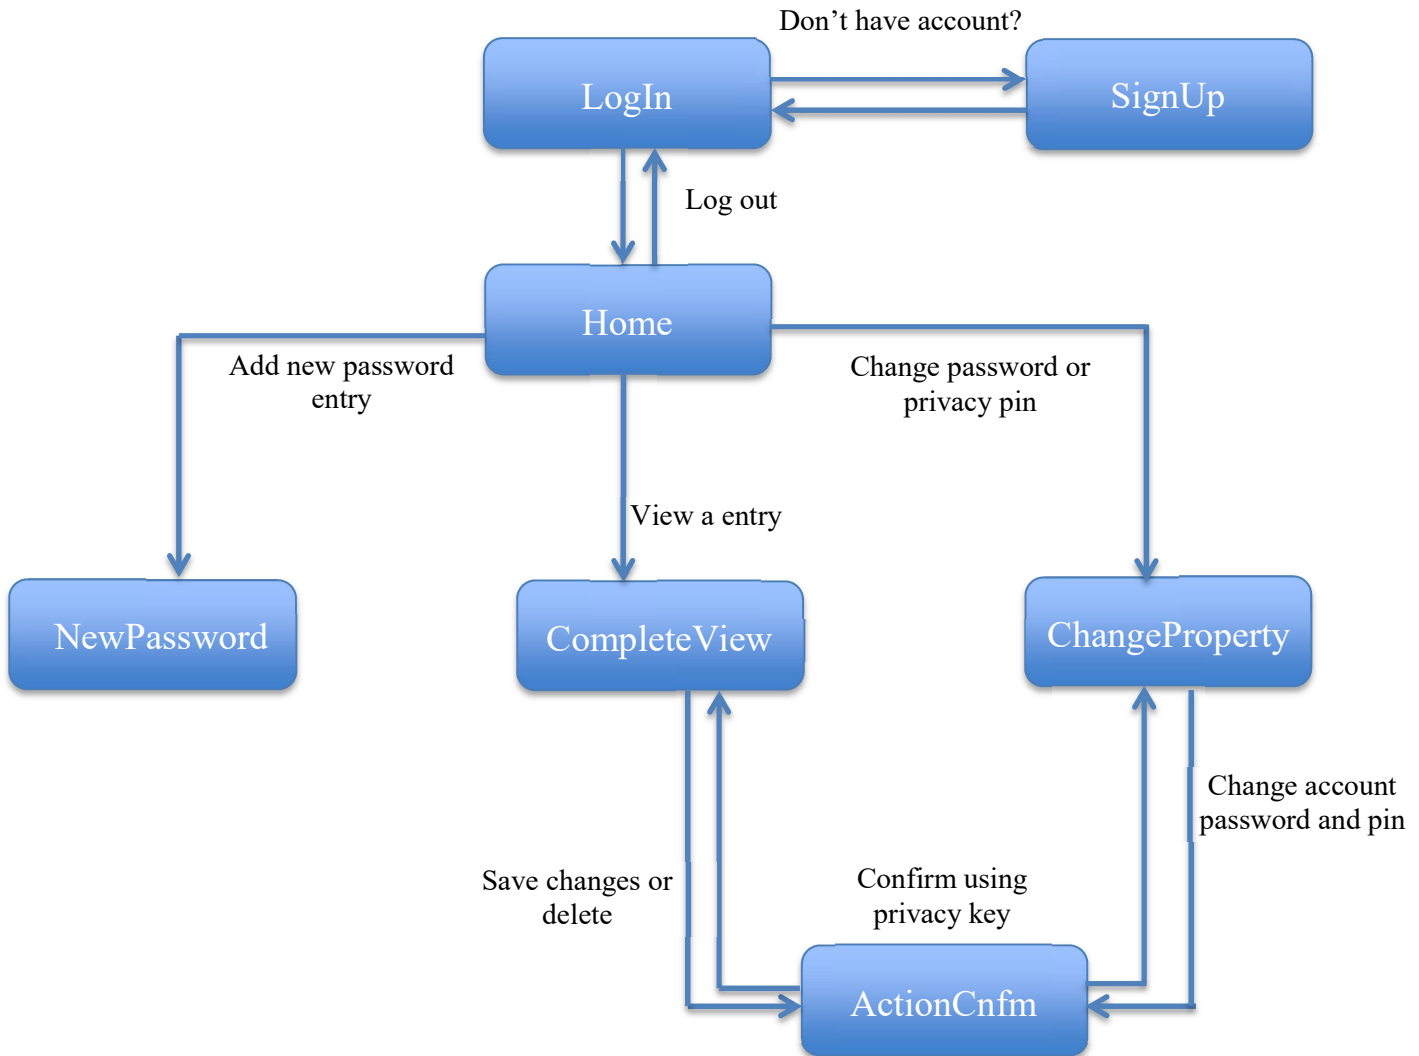 Don’t have account?
LogIn
SignUp
Log out
Home
Add new password
entry
Change password or
privacy pin
View a entry
NewPassword
CompleteView
ChangeProperty
Change account
password and pin
Save changes or
delete
Confirm using
privacy key
ActionCnfm